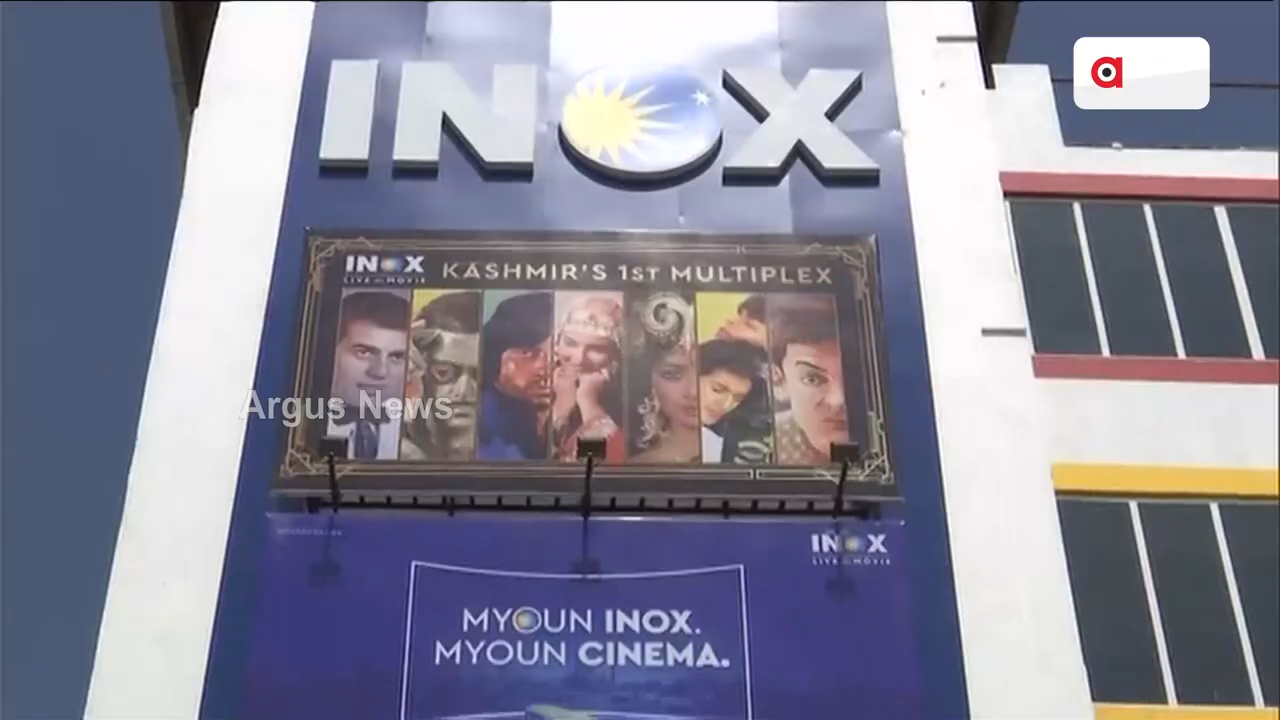 INOX
a
INOX KASHMIR'S 1ST MULTIPLEX
LIVE the MOVIE
Argus News
INOX
LIVE the MOVIE
MYOUN INOX.
MYOUN CINEMA.